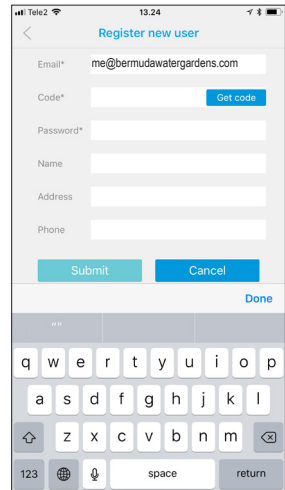 Tele2 13.24
Register new user
Email* me@bermudawatergardens.com
Code* Get code
Password*
Name
Address
Phone
Submit Cancel
Done
""
q w e r t y u i o p
a s d f g h j k l
z x c v b n m
123 space return